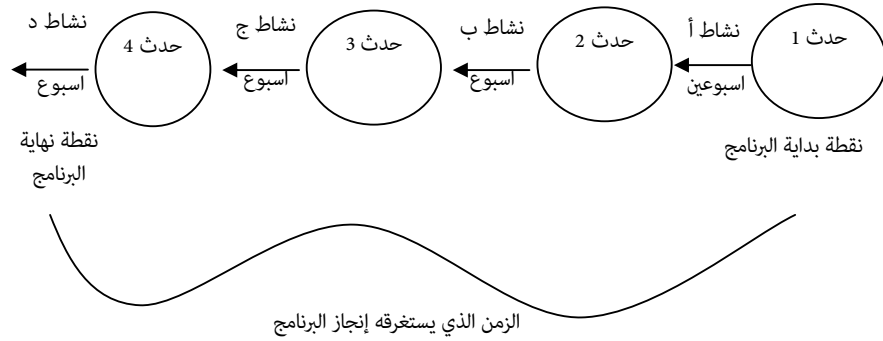 حدث 1
نشاط أ
اسبوعين
حدث 2
نشاط ب
اسبوع
حدث 3
نشاط ج
اسبوع
حدث 4
نشاط د
اسبوع
نقطة بداية البرنامج
نقطة نهاية
البرنامج
الزمن الذي يستغرقه إنجاز البرنامج